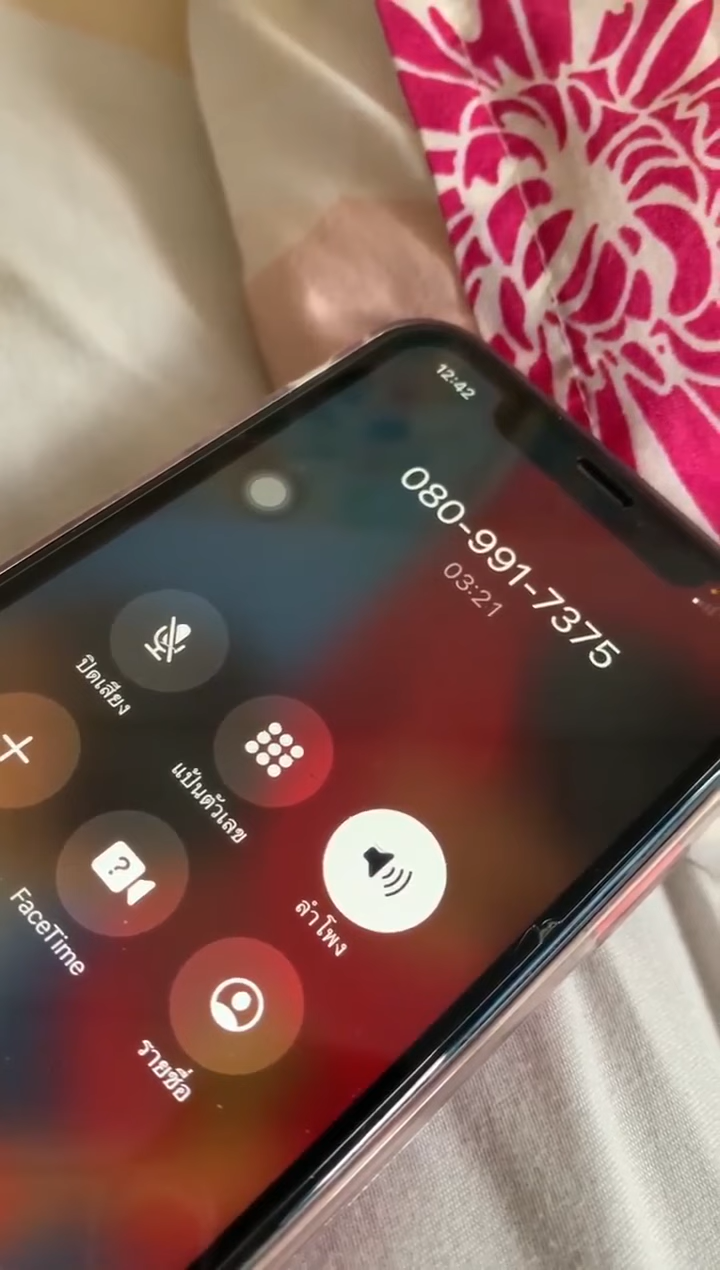 12:42
080-991-7375
03:21
ปิดเสียง
แป้นตัวเลข
ลำโพง
FaceTime
รายชื่อ